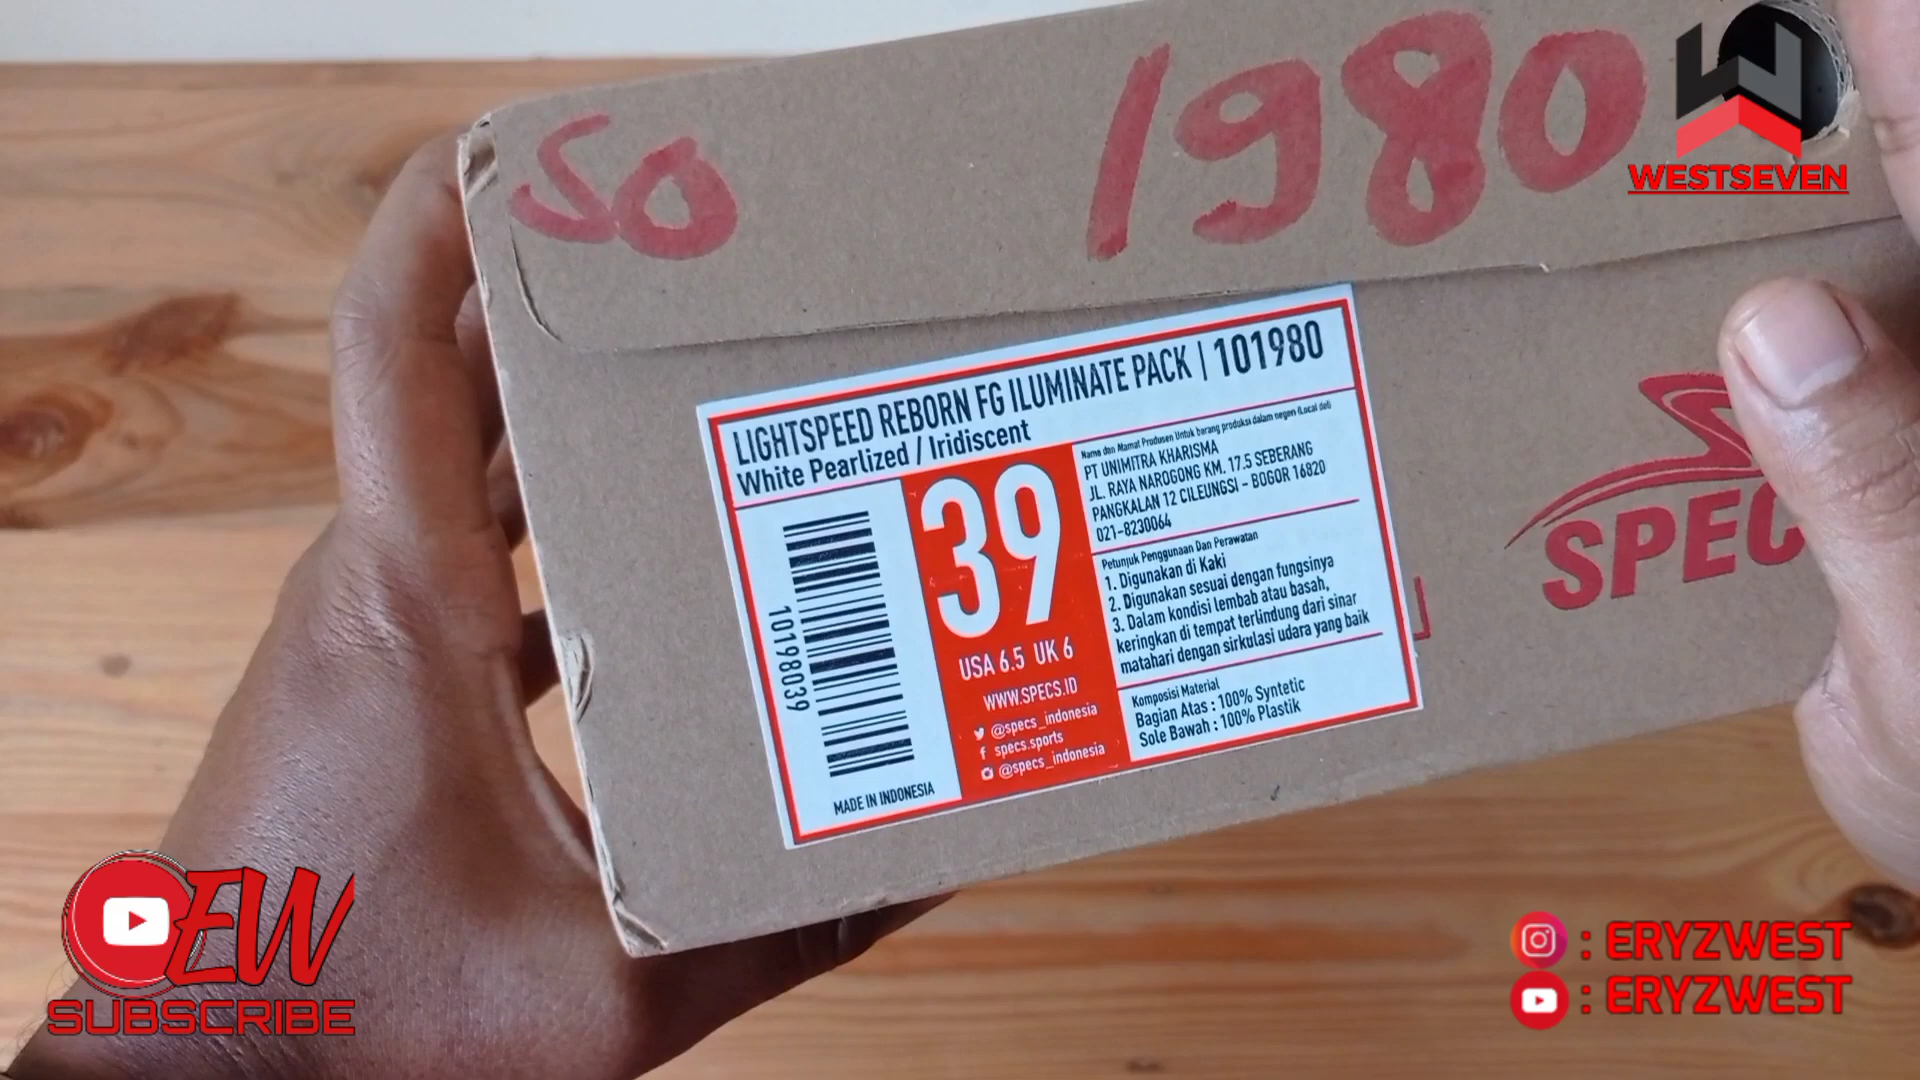 SO 1980
WESTSEVEN
LIGHTSPEED REBORN FG ILUMINATE PACK | 101980
White Pearlized / Iridiscent
10198039
MADE IN INDONESIA
39
USA 6.5 UK 6
WWW.SPECS.ID
@specs_indonesia
specs.sports
@specs_indonesia
Nama dan Alamat Produsen Untuk barang produksi dalam negeri (Local
PT UNIMITRA KHARISMA
JL. RAYA NAROGONG KM. 17.5 SEBERANG
PANGKALAN 12 CILEUNGSI - BOGOR 16820
021-8230064
Petunjuk Penggunaan Dan Perawatan
1. Digunakan di Kaki
2. Digunakan sesuai dengan fungsinya
3. Dalam kondisi lembab atau basah,
keringkan di tempat terlindung dari sinar
matahari dengan sirkulasi udara yang baik
Komposisi Material
Bagian Atas : 100% Syntetic
Sole Bawah : 100% Plastik
SPEC
EW
SUBSCRIBE
: ERYZWEST
: ERYZWEST